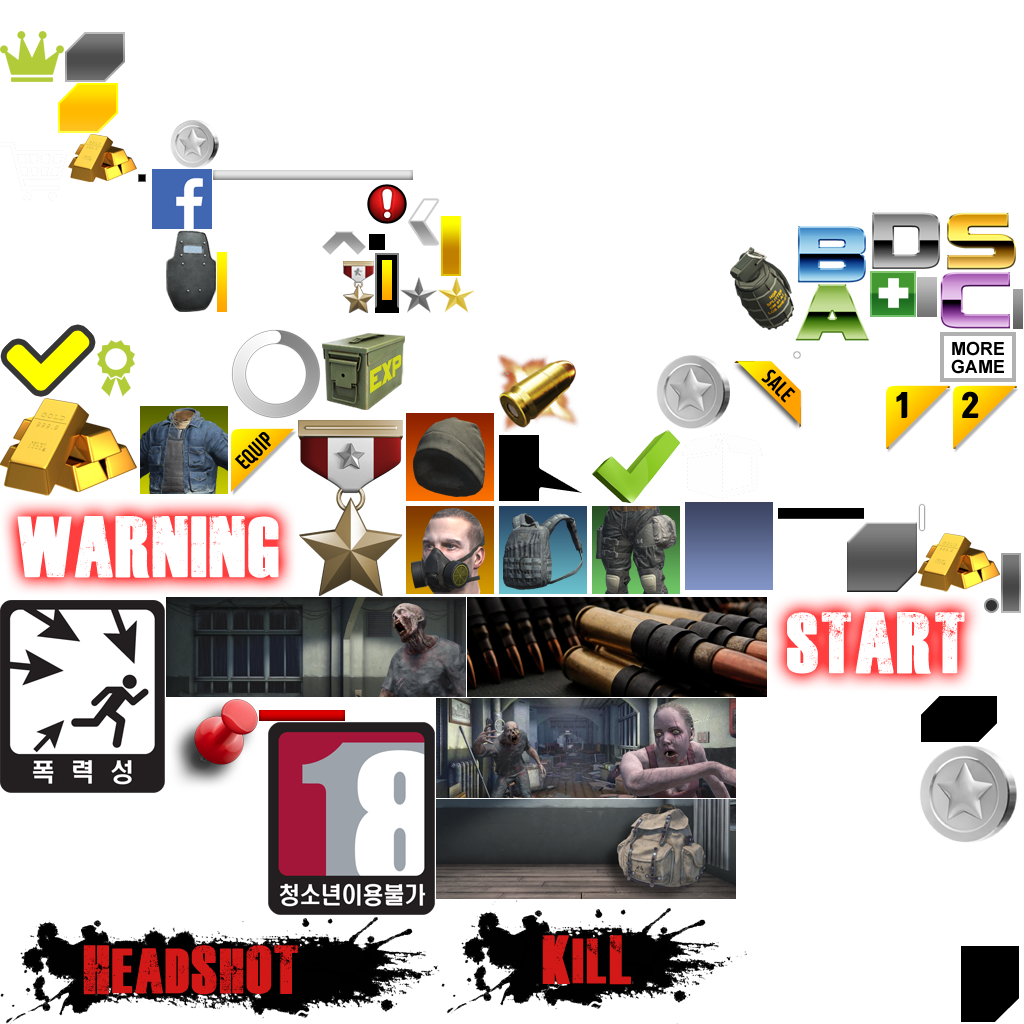 B
D
S
A
C
MORE
GAME
EXP
SALE
1
2
EQUIP
WARNING
START
폭력성
18
청소년이용불가
HEADSHOT
KILL